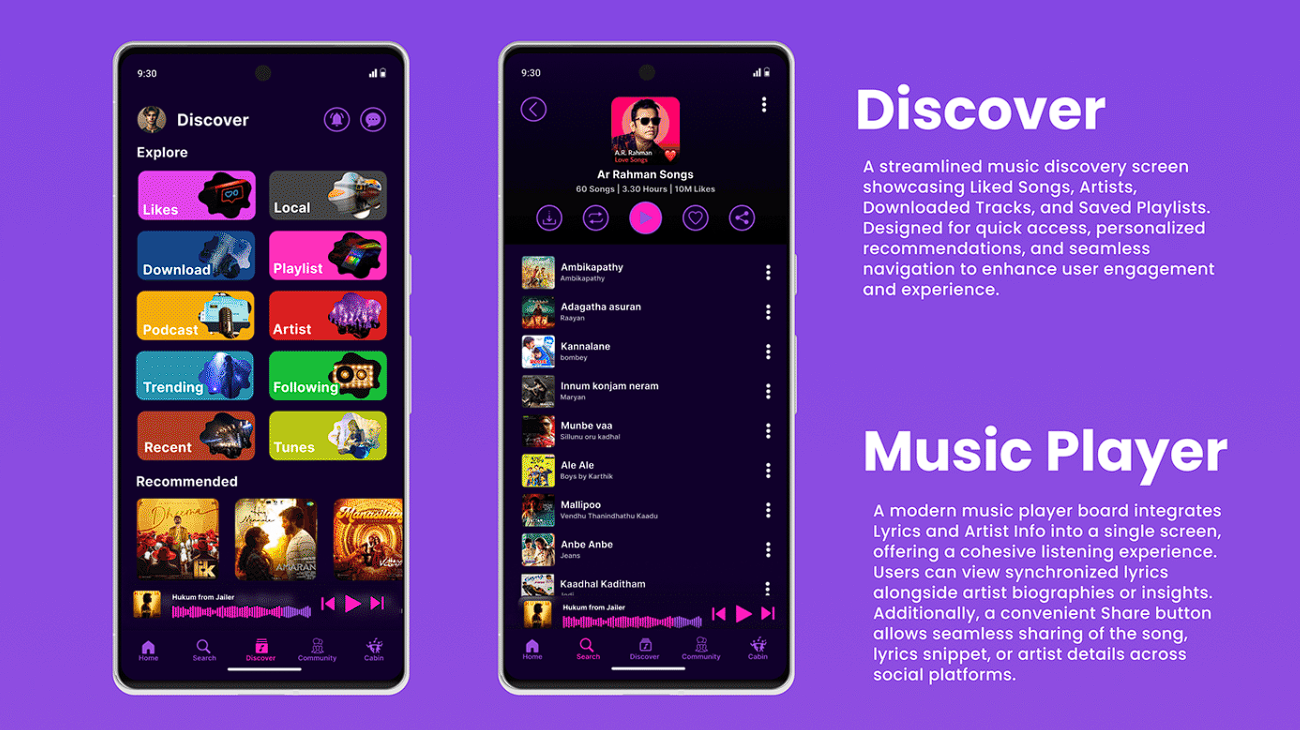 9:30
Discover
Explore
Likes
Local
Download
Playlist
Podcast
Artist
Trending
Following
Recent
Tunes
Recommended
Dheema
AMARAN
Hukum from Jailer
Home
Search
Discover
Community
Cabin
9:30
A.R. Rahman
Love Songs
Ar Rahman Songs
60 Songs | 3.30 Hours | 10M Likes
Ambikapathy
Ambikapathy
Adagatha asuran
Raayan
Kannalane
bombey
Innum konjam neram
Maryan
Munbe vaa
Sillunu oru kadhal
Ale Ale
Boys by Karthik
Mallipoo
Vendhu Thanindhathu Kaadu
Anbe Anbe
Jeans
Kaadhal Kaditham
Hukum from Jailer
Home
Search
Discover
Community
Cabin
Discover
A streamlined music discovery screen
showcasing Liked Songs, Artists,
Downloaded Tracks, and Saved Playlists.
Designed for quick access, personalized
recommendations, and seamless
navigation to enhance user engagement
and experience.
Music Player
A modern music player board integrates
Lyrics and Artist Info into a single screen,
offering a cohesive listening experience.
Users can view synchronized lyrics
alongside artist biographies or insights.
Additionally, a convenient Share button
allows seamless sharing of the song,
lyrics snippet, or artist details across
social platforms.